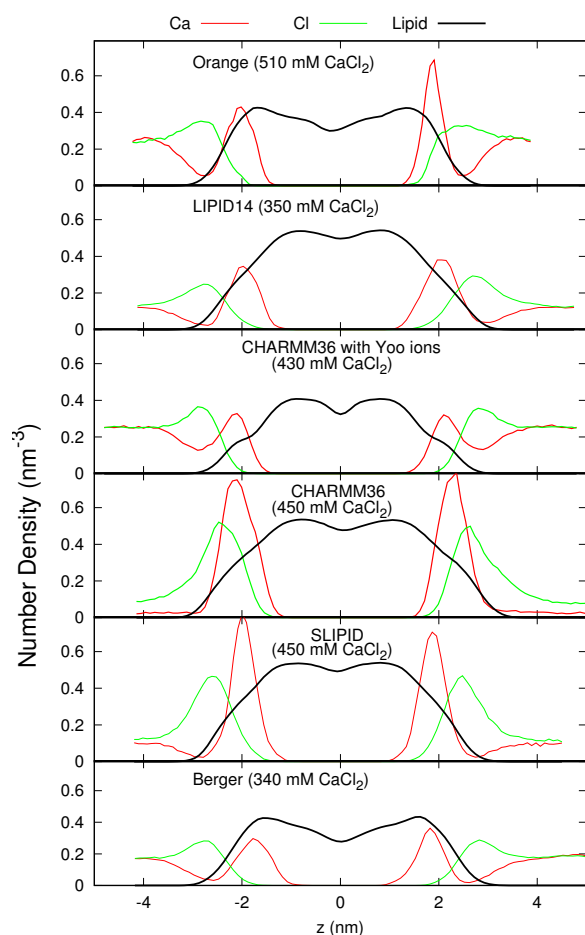 Ca Cl Lipid
Number Density (nm⁻³)
0.6
0.4
0.2
0
Orange (510 mM CaCl₂)
0.6
0.4
0.2
0
LIPID14 (350 mM CaCl₂)
0.6
0.4
0.2
0
CHARMM36 with Yoo ions
(430 mM CaCl₂)
0.6
0.4
0.2
0
CHARMM36
(450 mM CaCl₂)
0.6
0.4
0.2
0
SLIPID
(450 mM CaCl₂)
0.6
0.4
0.2
0
Berger (340 mM CaCl₂)
-4 -2 0 2 4
z (nm)